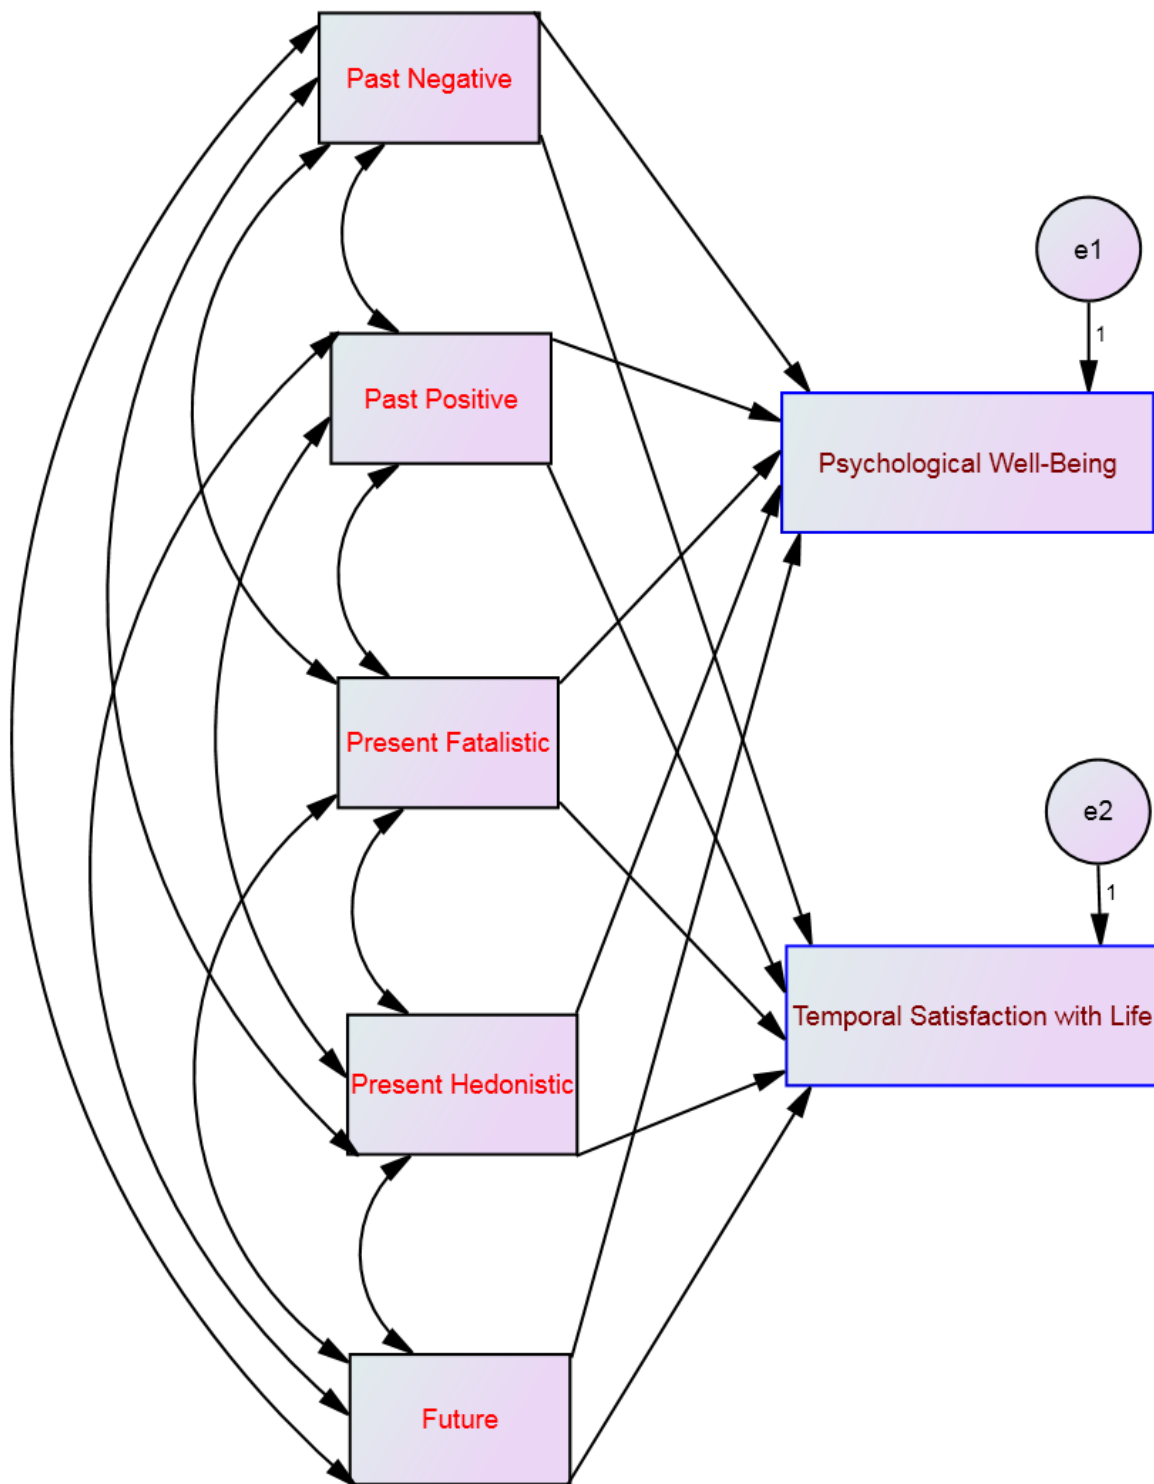 Past Negative
e1
1
Past Positive
Psychological Well-Being
Present Fatalistic
e2
1
Temporal Satisfaction with Life
Present Hedonistic
Future